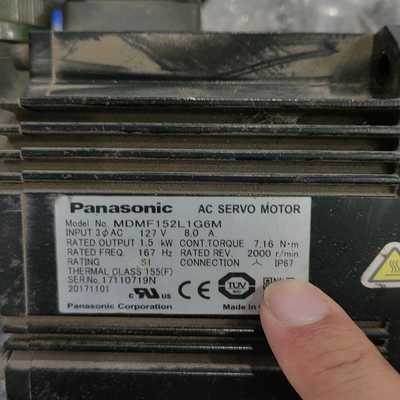 Panasonic AC SERVO MOTOR
Model No. MDMF152L1G6M
INPUT 3ϕAC 127 V 8.0 A
RATED OUTPUT 1.5 kW CONT.TORQUE 7.16 N·m
RATED FREQ. 167 Hz RATED REV. 2000 r/min
RATING S1 CONNECTION 人 IP67
THERMAL CLASS 155(F)
SER.No. 17110719N
20171101
Panasonic Corporation Made in